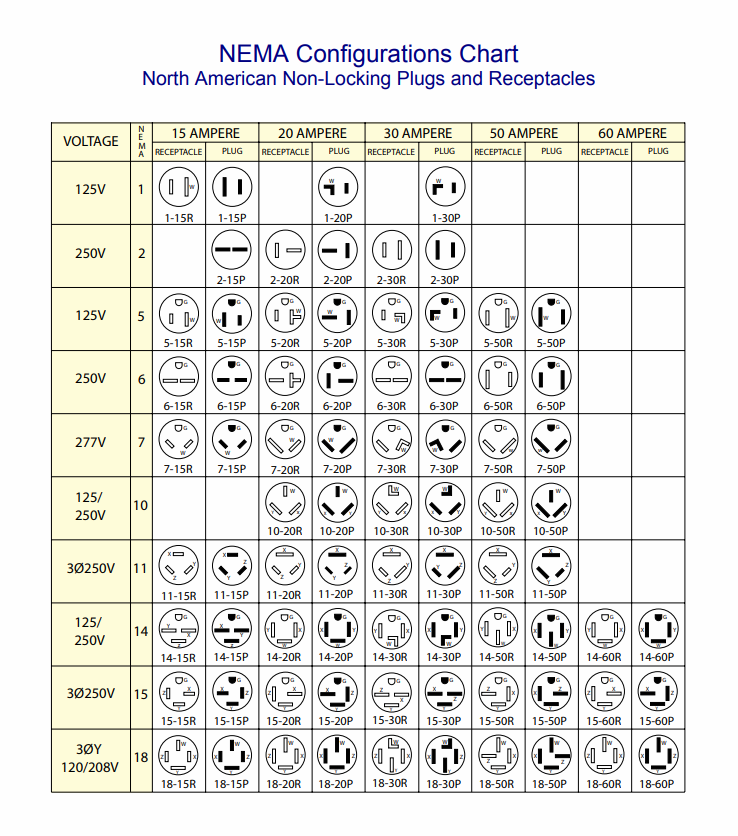 NEMA Configurations Chart
North American Non-Locking Plugs and Receptacles
VOLTAGE NEMA 15 AMPERE 20 AMPERE 30 AMPERE 50 AMPERE 60 AMPERE
RECEPTACLE PLUG RECEPTACLE PLUG RECEPTACLE PLUG RECEPTACLE PLUG RECEPTACLE PLUG
125V 1 W W W
1-15R 1-15P 1-20P 1-30P
250V 2
2-15P 2-20R 2-20P 2-30R 2-30P
125V 5 G W G W G W G W G W G W G W G W
5-15R 5-15P 5-20R 5-20P 5-30R 5-30P 5-50R 5-50P
250V 6 G G G G G G G G
6-15R 6-15P 6-20R 6-20P 6-30R 6-30P 6-50R 6-50P
277V 7 G W G W G W G W G W G W G W G W
7-15R 7-15P 7-20R 7-20P 7-30R 7-30P 7-50R 7-50P
125/
250V 10 W Y X W X Y W Y X W X Y W Y X W X Y
10-20R 10-20P 10-30R 10-30P 10-50R 10-50P
3Ø250V 11 X Y Z X Z Y X Y Z X Z Y X Y Z X Z Y X Y Z X Z Y
11-15R 11-15P 11-20R 11-20P 11-30R 11-30P 11-50R 11-50P
125/
250V 14 G Y X W G X Y W G Y X W G X Y W G Y X W G X Y W G Y X W G X Y W G Y X W G X Y W
14-15R 14-15P 14-20R 14-20P 14-30R 14-30P 14-50R 14-50P 14-60R 14-60P
3Ø250V 15 G Z X Y G X Z Y G Z X Y G X Z Y G Z X Y G X Z Y G Z X Y G X Z Y G Z X Y G X Z Y
15-15R 15-15P 15-20R 15-20P 15-30R 15-30P 15-50R 15-50P 15-60R 15-60P
3ØY
120/208V 18 W Z X Y W X Z Y W Z X Y W X Z Y W Z X Y W X Z Y W Z X Y W X Z Y W Z X Y W X Z Y
18-15R 18-15P 18-20R 18-20P 18-30R 18-30P 18-50R 18-50P 18-60R 18-60P